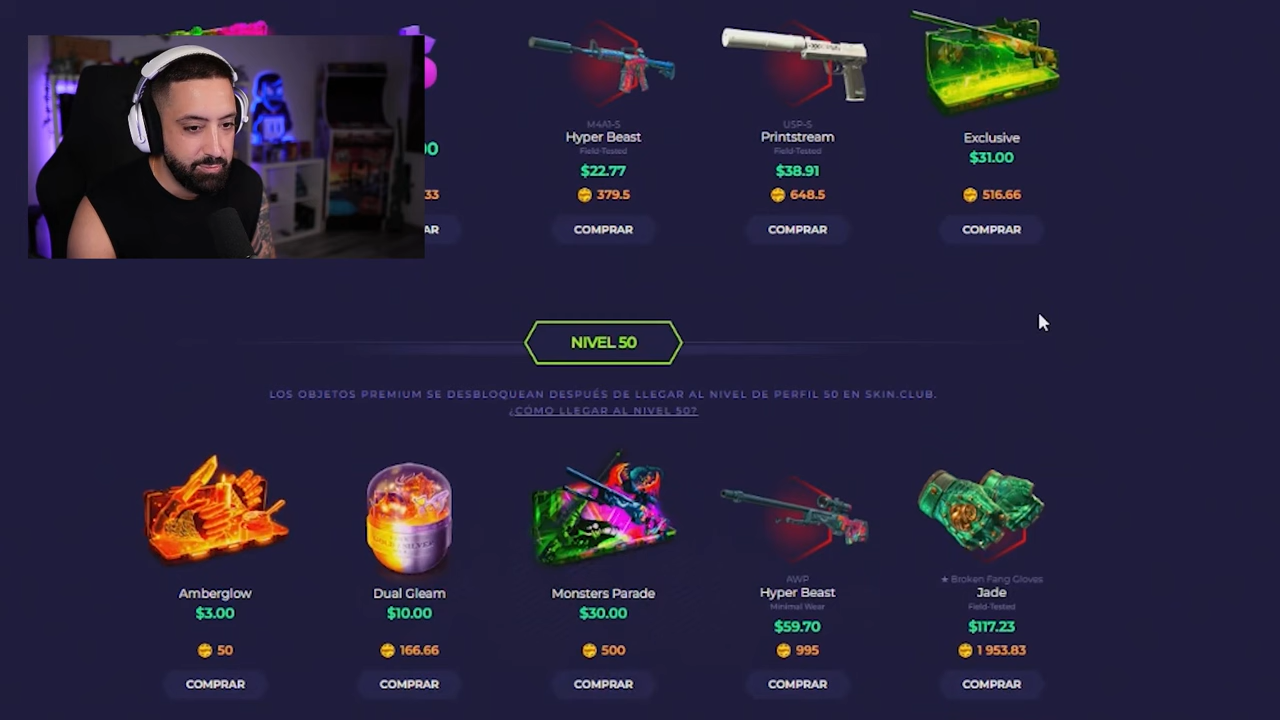 M4A1-S
Hyper Beast
Field-Tested
$22.77
379.5
COMPRAR
USP-S
Printstream
Field-Tested
$38.91
648.5
COMPRAR
Exclusive
$31.00
516.66
COMPRAR
NIVEL 50
LOS OBJETOS PREMIUM SE DESBLOQUEAN DESPUÉS DE LLEGAR AL NIVEL DE PERFIL 50 EN SKIN.CLUB.
¿CÓMO LLEGAR AL NIVEL 50?
Amberglow
$3.00
50
COMPRAR
Dual Gleam
$10.00
166.66
COMPRAR
Monsters Parade
$30.00
500
COMPRAR
AWP
Hyper Beast
Minimal Wear
$59.70
995
COMPRAR
★ Broken Fang Gloves
Jade
Field-Tested
$117.23
1 953.83
COMPRAR